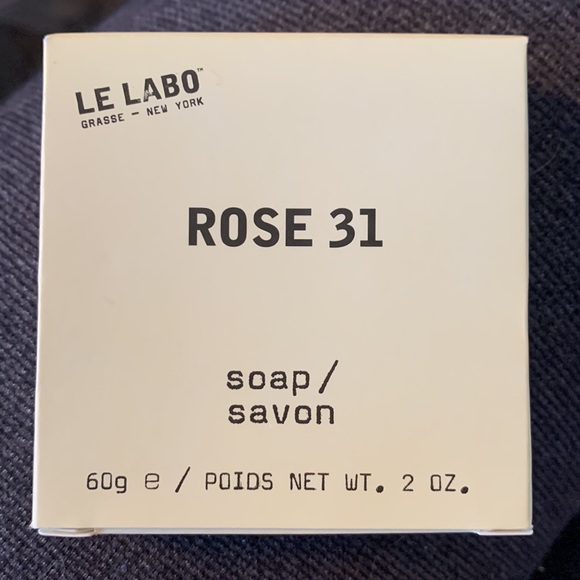 LE LABO™
GRASSE — NEW YORK
ROSE 31
soap/
savon
60g ℮ / POIDS NET WT. 2 OZ.